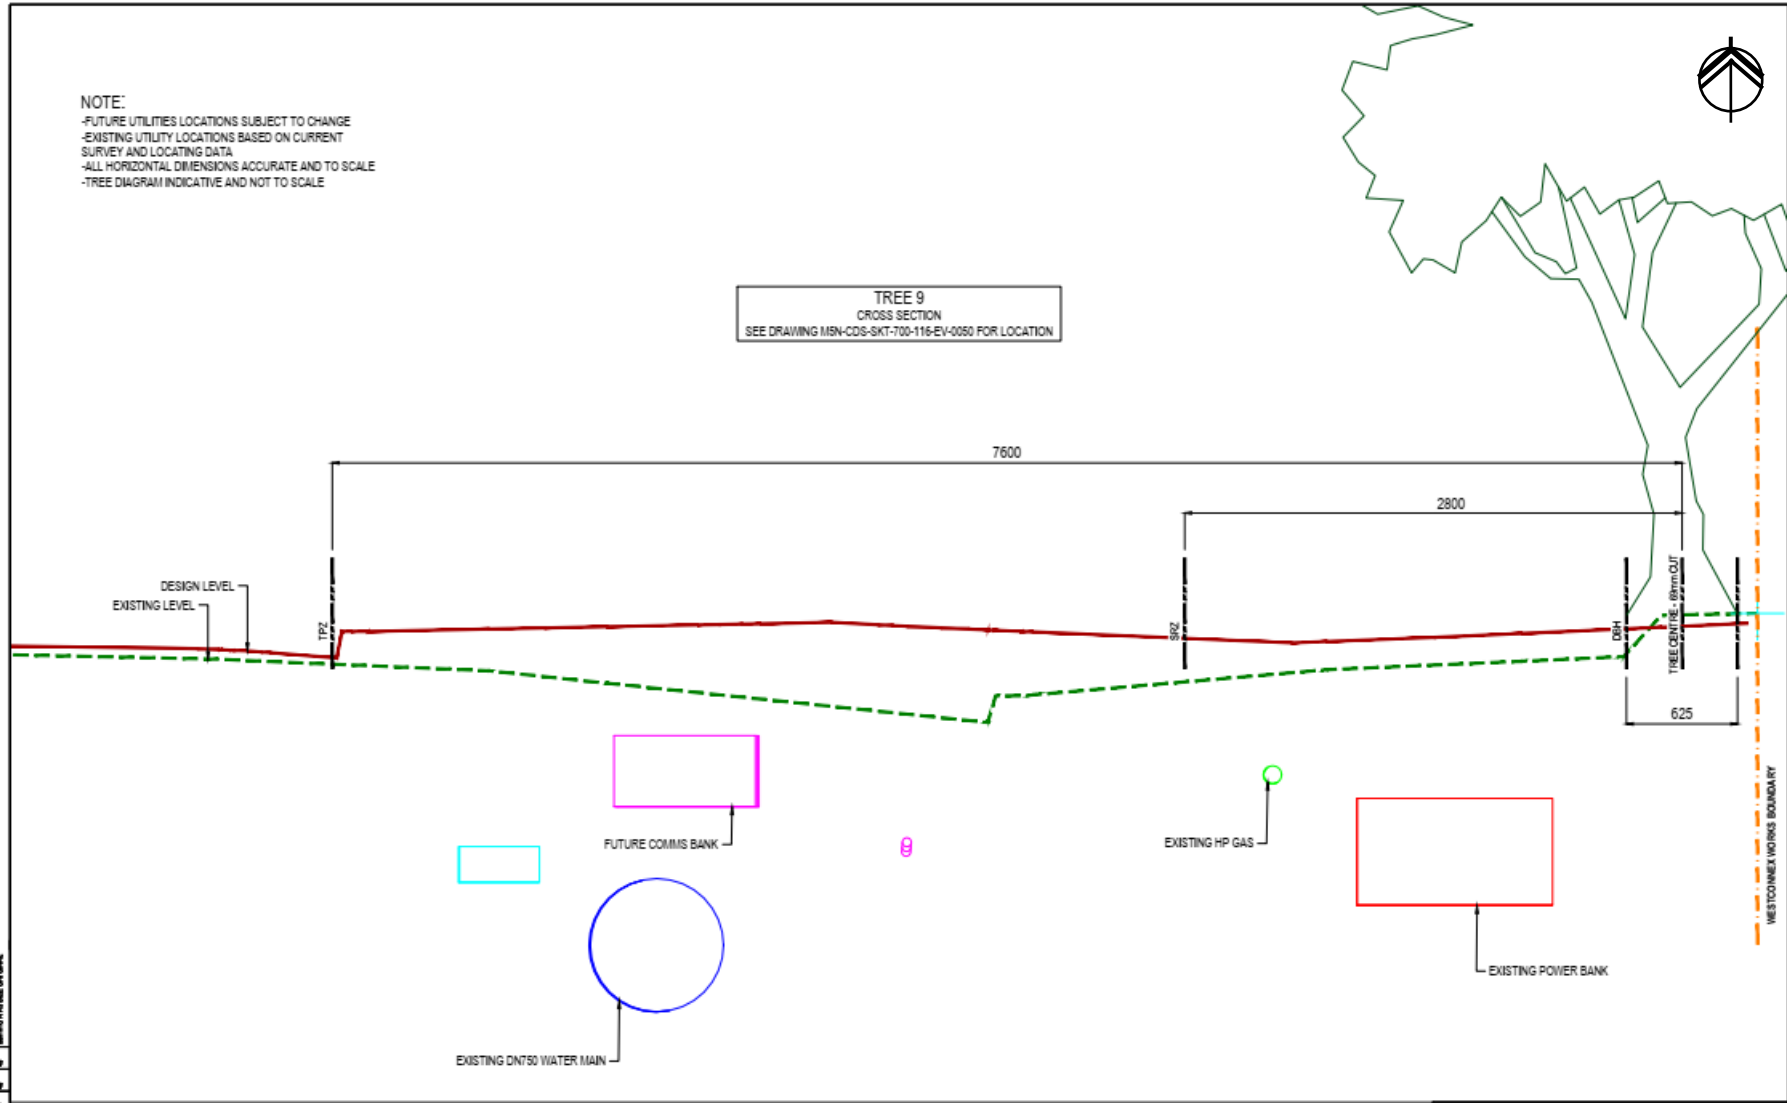 NOTE:
-FUTURE UTILITIES LOCATIONS SUBJECT TO CHANGE
-EXISTING UTILITY LOCATIONS BASED ON CURRENT
SURVEY AND LOCATING DATA
-ALL HORIZONTAL DIMENSIONS ACCURATE AND TO SCALE
-TREE DIAGRAM INDICATIVE AND NOT TO SCALE
TREE 9
CROSS SECTION
SEE DRAWING M5N-CDS-SKT-700-116-EV-0050 FOR LOCATION
7600
2800
DESIGN LEVEL
EXISTING LEVEL
TPZ
SRZ
DBH
TREE CENTRE - 69mm CUT
625
FUTURE COMMS BANK
EXISTING HP GAS
WESTCONNEX WORKS BOUNDARY
EXISTING POWER BANK
EXISTING DN750 WATER MAIN